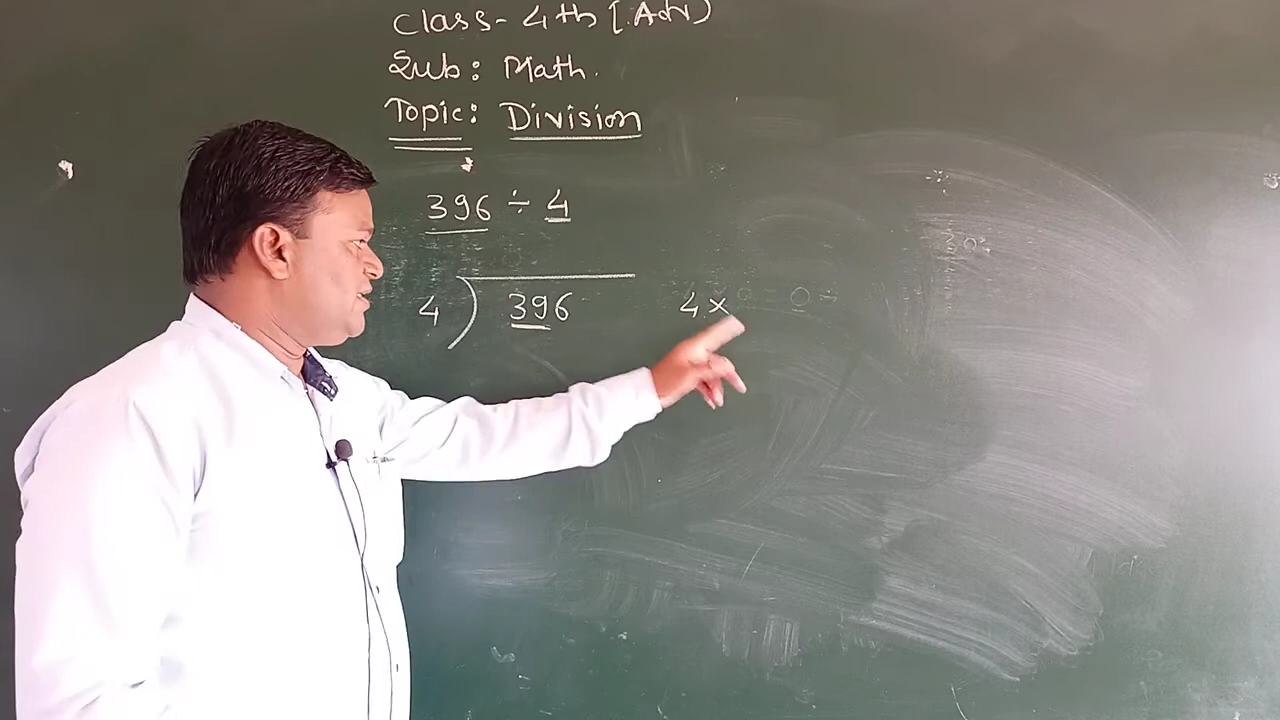 Class- 4th [Adv)
Sub: Math.
Topic: Division
396 ÷ 4
4 ) 396 4 ×